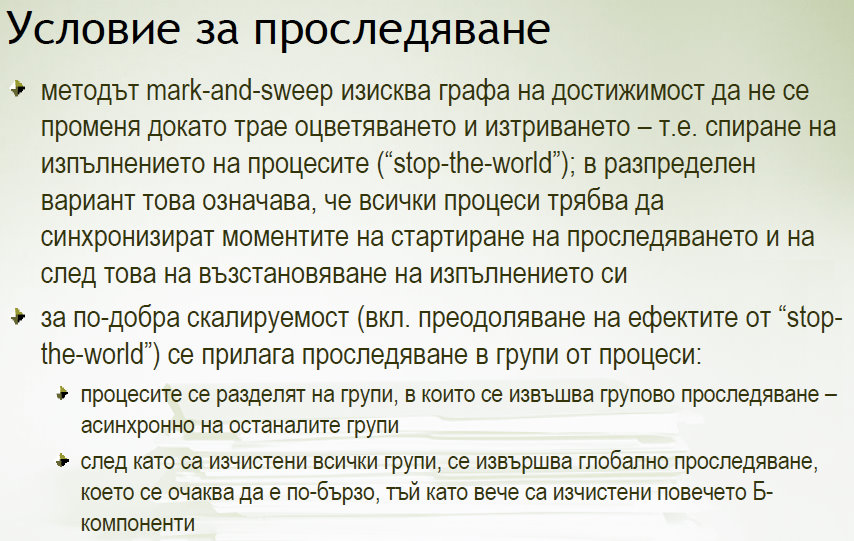 Условие за проследяване
методът mark-and-sweep изисква графа на достижимост да не се
променя докато трае оцветяването и изтриването – т.е. спиране на
изпълнението на процесите (“stop-the-world”); в разпределен
вариант това означава, че всички процеси трябва да
синхронизират моментите на стартиране на проследяването и на
след това на възстановяване на изпълнението си
за по-добра скалируемост (вкл. преодоляване на ефектите от “stop-
the-world”) се прилага проследяване в групи от процеси:
процесите се разделят на групи, в които се извъшва групово проследяване –
асинхронно на останалите групи
след като са изчистени всички групи, се извършва глобално проследяване,
което се очаква да е по-бързо, тъй като вече са изчистени повечето Б-
компоненти